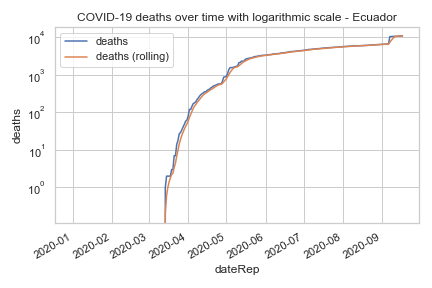 COVID-19 deaths over time with logarithmic scale - Ecuador
deaths
deaths (rolling)
10⁴
10³
10²
10¹
10⁰
deaths
2020-01
2020-02
2020-03
2020-04
2020-05
2020-06
2020-07
2020-08
2020-09
dateRep